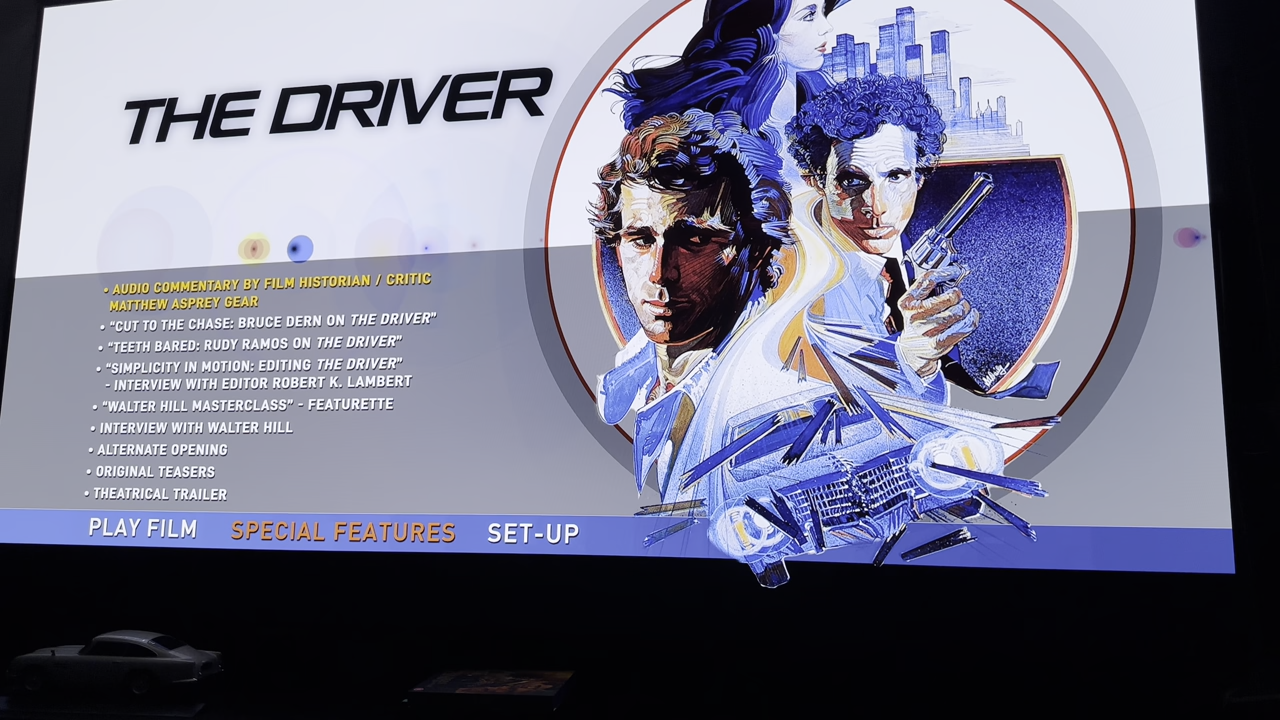 THE DRIVER
• AUDIO COMMENTARY BY FILM HISTORIAN / CRITIC
MATTHEW ASPREY GEAR
• "CUT TO THE CHASE: BRUCE DERN ON THE DRIVER"
• "TEETH BARED: RUDY RAMOS ON THE DRIVER"
• "SIMPLICITY IN MOTION: EDITING THE DRIVER"
- INTERVIEW WITH EDITOR ROBERT K. LAMBERT
• "WALTER HILL MASTERCLASS" - FEATURETTE
• INTERVIEW WITH WALTER HILL
• ALTERNATE OPENING
• ORIGINAL TEASERS
• THEATRICAL TRAILER
PLAY FILM SPECIAL FEATURES SET-UP